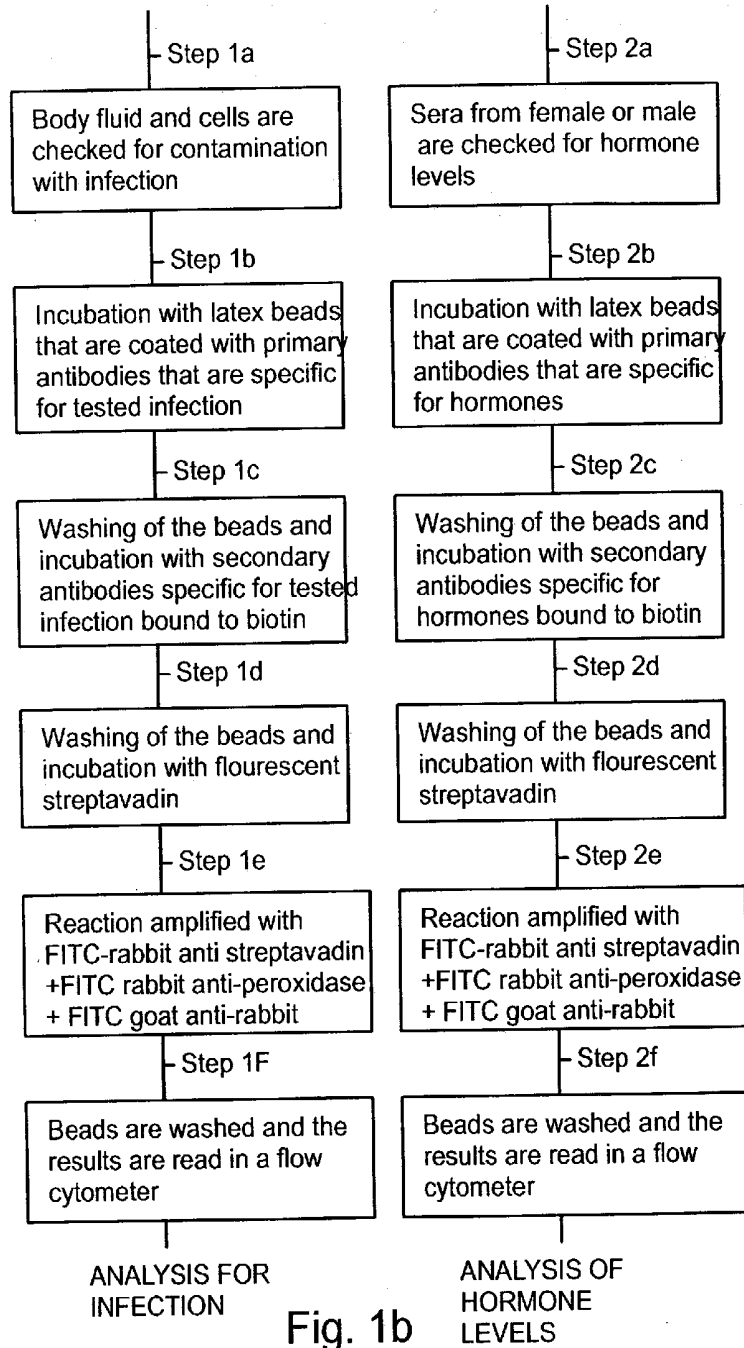 Step 1a
Body fluid and cells are
checked for contamination
with infection
Step 1b
Incubation with latex beads
that are coated with primary
antibodies that are specific
for tested infection
Step 1c
Washing of the beads and
incubation with secondary
antibodies specific for tested
infection bound to biotin
Step 1d
Washing of the beads and
incubation with flourescent
streptavadin
Step 1e
Reaction amplified with
FITC-rabbit anti streptavadin
+FITC rabbit anti-peroxidase
+ FITC goat anti-rabbit
Step 1F
Beads are washed and the
results are read in a flow
cytometer
ANALYSIS FOR
INFECTION
Step 2a
Sera from female or male
are checked for hormone
levels
Step 2b
Incubation with latex beads
that are coated with primary
antibodies that are specific
for hormones
Step 2c
Washing of the beads and
incubation with secondary
antibodies specific for
hormones bound to biotin
Step 2d
Washing of the beads and
incubation with flourescent
streptavadin
Step 2e
Reaction amplified with
FITC-rabbit anti streptavadin
+FITC rabbit anti-peroxidase
+ FITC goat anti-rabbit
Step 2f
Beads are washed and the
results are read in a flow
cytometer
ANALYSIS OF
HORMONE
LEVELS
Fig. 1b